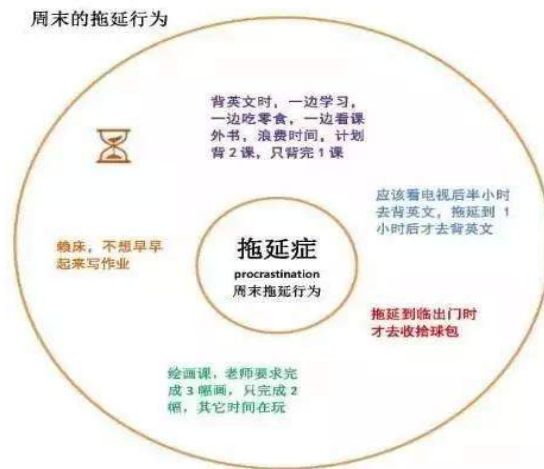 周末的拖延行为
背英文时，一边学习，
一边吃零食，一边看课
外书，浪费时间，计划
背2课，只背完1课
应该看电视后半小时
去背英文，拖延到 1
小时后才去背英文
赖床，不想早早
起来写作业
拖延症
procrastination
周末拖延行为
拖延到临出门时
才去收捨球包
绘画课，老师要求完
成3幅画，只完成2
幅，其它时间在玩